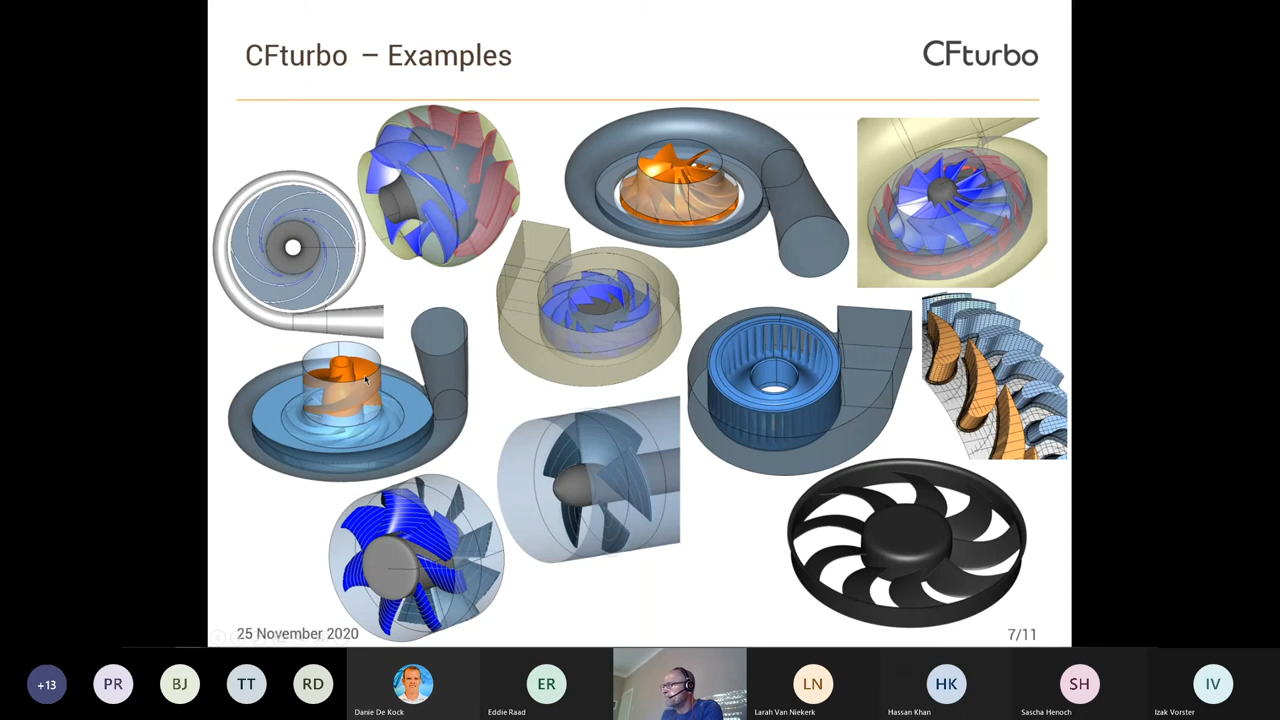 CFturbo – Examples
CFturbo
25 November 2020
7/11
+13
PR
BJ
TT
RD
ER
LN
HK
SH
IV
Danie De Kock
Eddie Raad
Larah Van Niekerk
Hassan Khan
Sascha Henoch
Izak Vorster